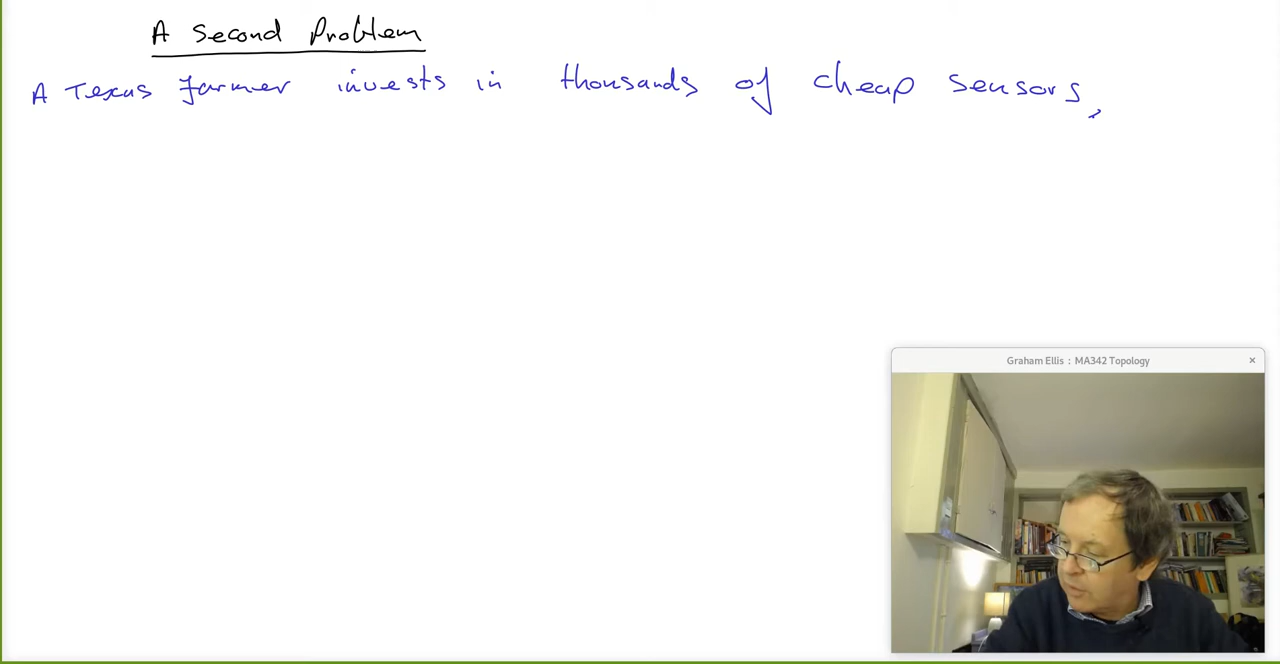 A Second Problem
A Texas farmer invests in thousands of cheap sensors,
Graham Ellis : MA342 Topology